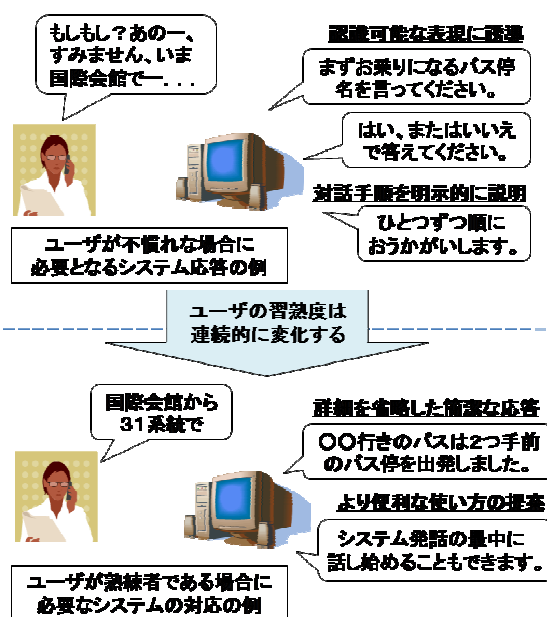 もしもし？あのー、
すみません、いま
国際会館でー...
認識可能な表現に誘導
まずお乗りになるバス停
名を言ってください。
はい、またはいいえ
で答えてください。
対話手順を明示的に説明
ひとつずつ順に
おうかがいします。
ユーザが不慣れな場合に
必要となるシステム応答の例
ユーザの習熟度は
連続的に変化する
国際会館から
31系統で
詳細を省略した簡潔な応答
〇〇行きのバスは2つ手前
のバス停を出発しました。
より便利な使い方の提案
システム発話の最中に
話し始めることもできます。
ユーザが熟練者である場合に
必要なシステムの対応の例